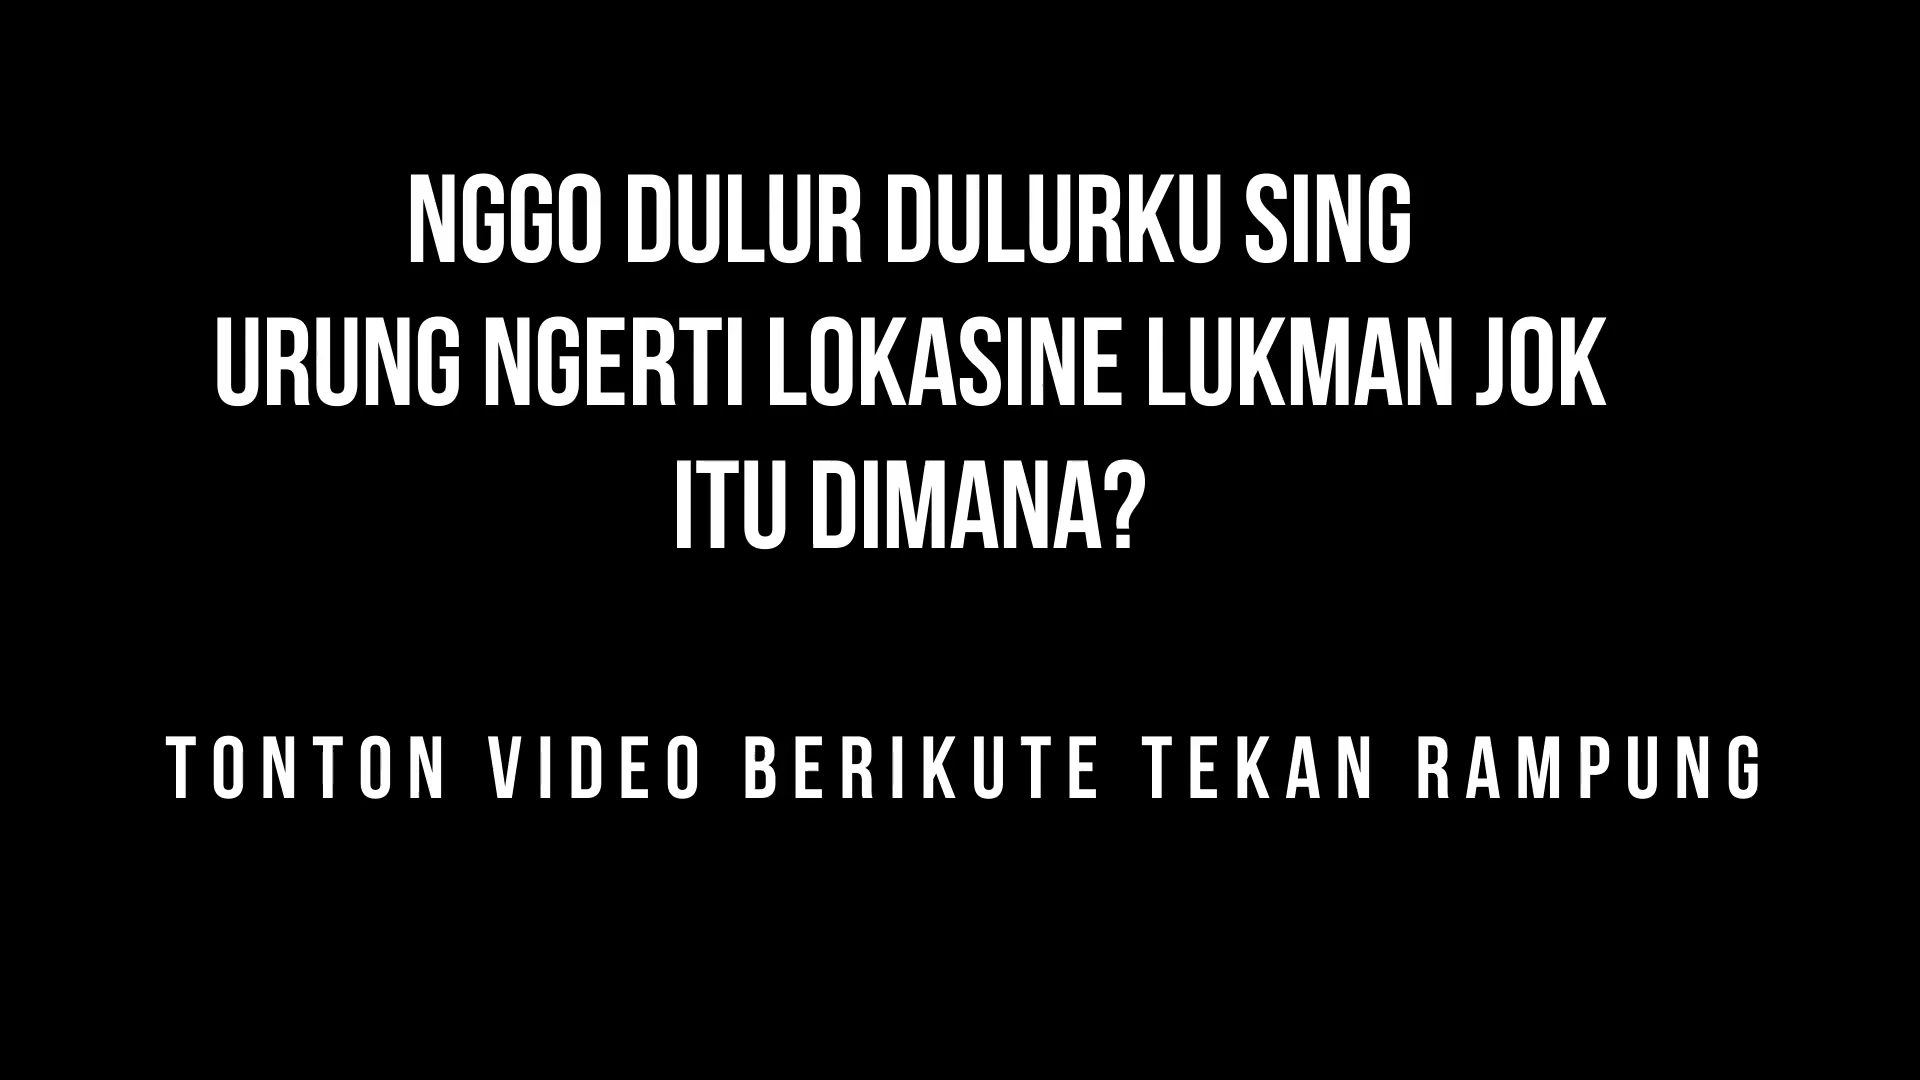 NGGO DULUR DULURKU SING
URUNG NGERTI LOKASINE LUKMAN JOK
ITU DIMANA?
TONTON VIDEO BERIKUTE TEKAN RAMPUNG